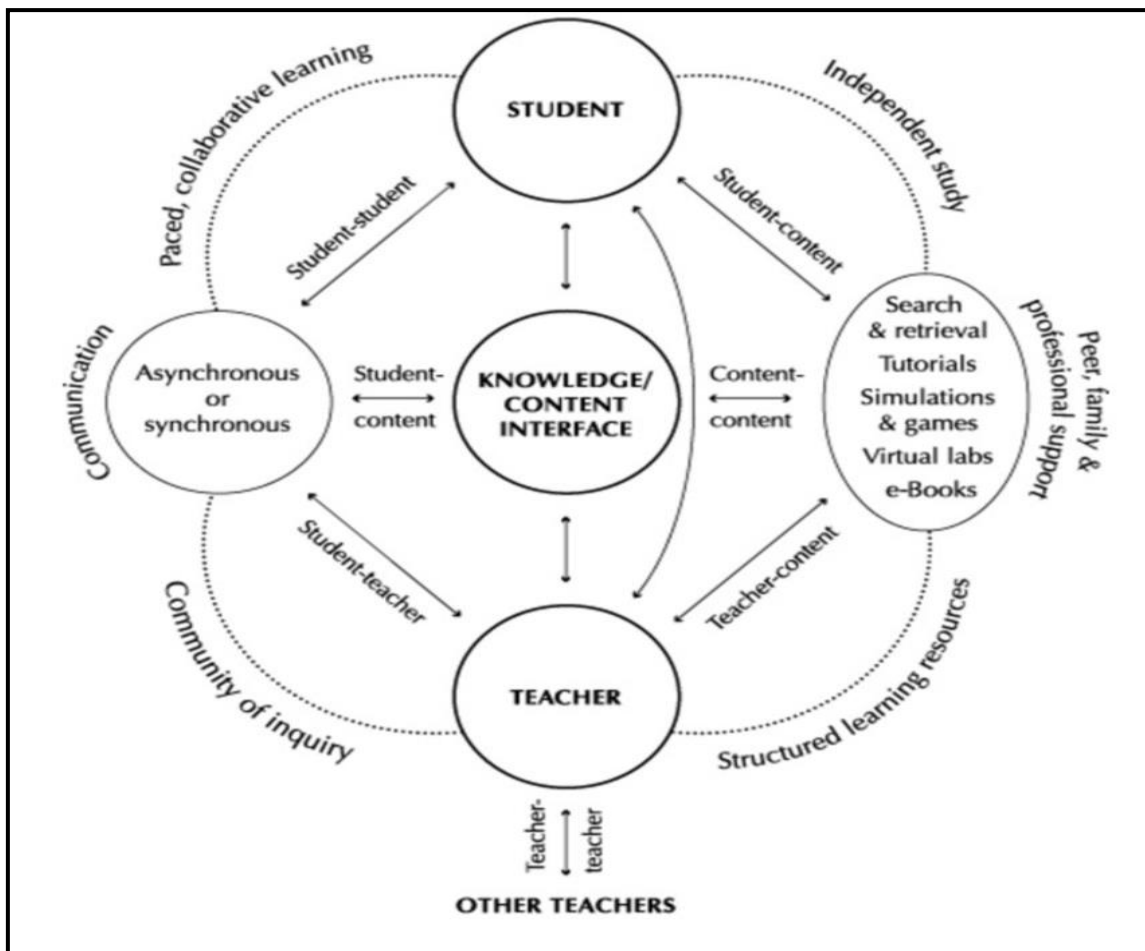 STUDENT
Paced, collaborative learning
Independent study
Student-student
Student-content
Communication
Asynchronous
or
synchronous
Student-
content
KNOWLEDGE/
CONTENT
INTERFACE
Content-
content
Search
& retrieval
Tutorials
Simulations
& games
Virtual labs
e-Books
Peer, family &
professional support
Student-teacher
Teacher-content
Community of inquiry
TEACHER
Structured learning resources
Teacher-
teacher
OTHER TEACHERS